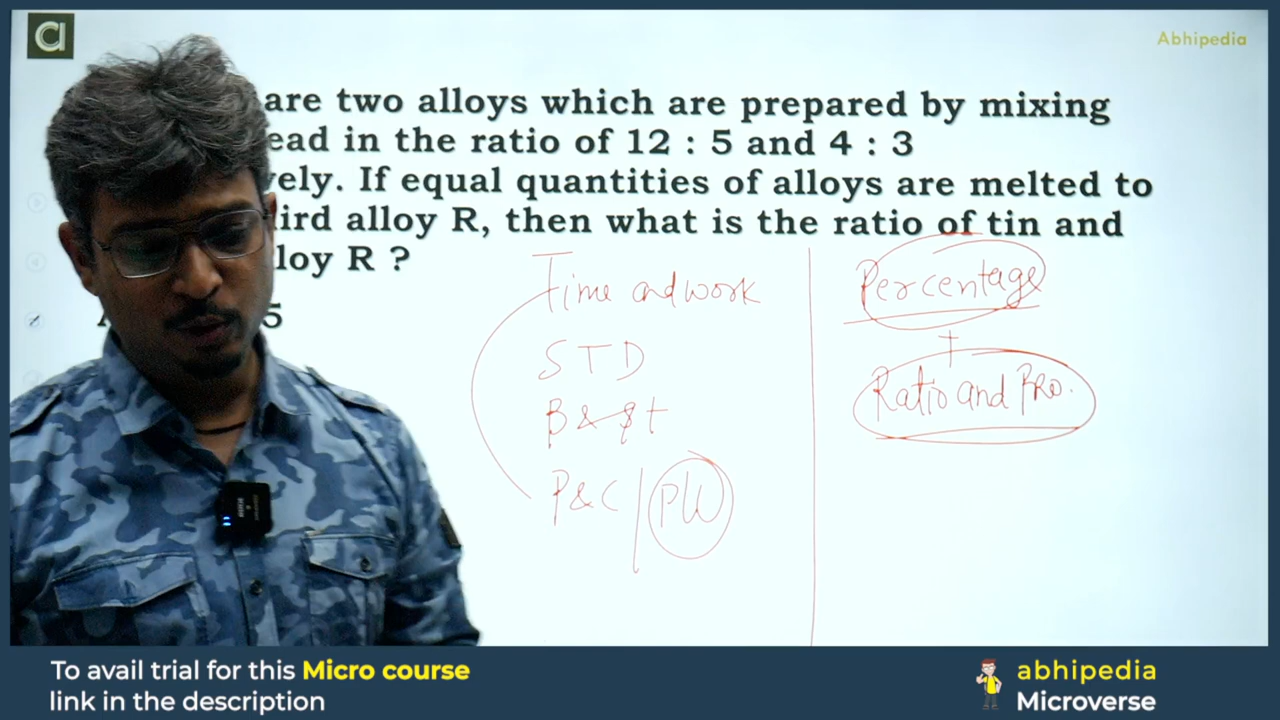 Abhipedia
are two alloys which are prepared by mixing
ead in the ratio of 12 : 5 and 4 : 3
vely. If equal quantities of alloys are melted to
ird alloy R, then what is the ratio of tin and
loy R ?
5
Time and work
STD
P & C / PW
Percentage
+
Ratio and Pro.
To avail trial for this Micro course
link in the description
abhipedia
Microverse